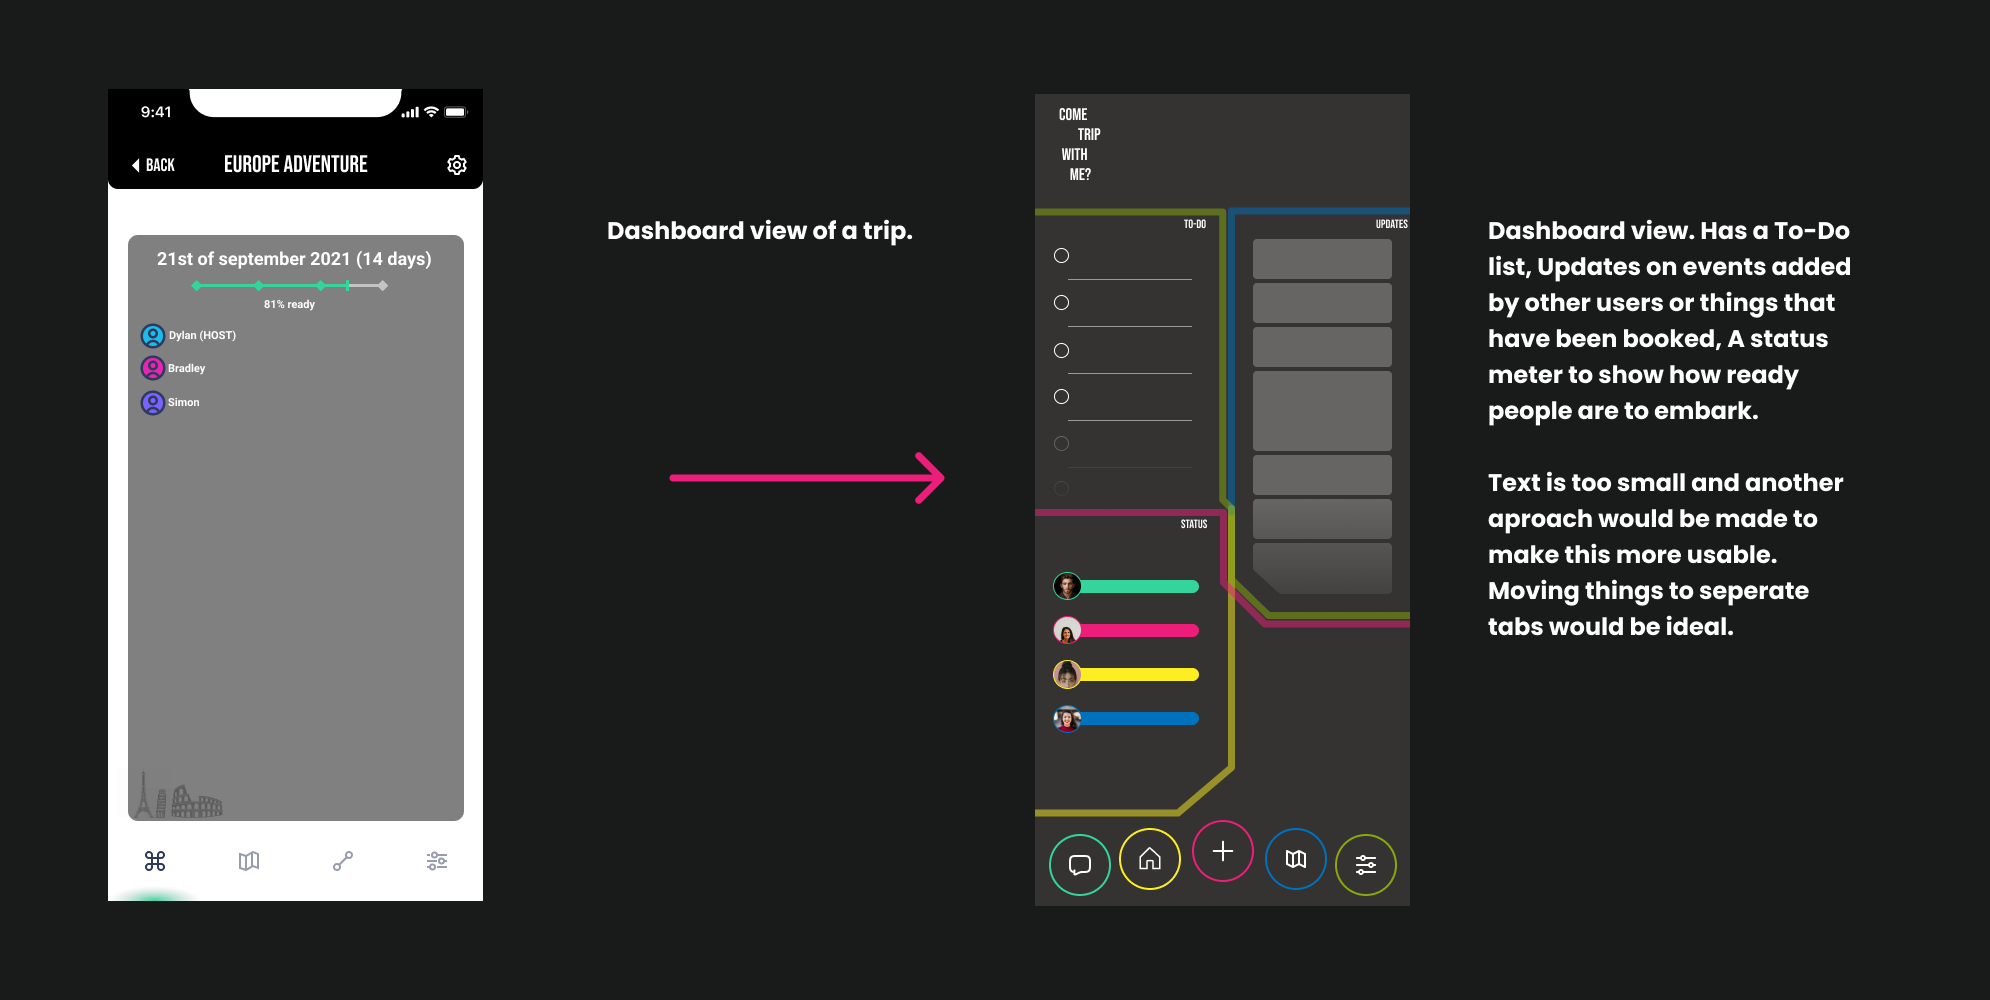 9:41
BACK
EUROPE ADVENTURE
21st of september 2021 (14 days)
81% ready
Dylan (HOST)
Bradley
Simon
Dashboard view of a trip.
COME
TRIP
WITH
ME?
TO-DO
UPDATES
STATUS
Dashboard view. Has a To-Do
list, Updates on events added
by other users or things that
have been booked, A status
meter to show how ready
people are to embark.
Text is too small and another
aproach would be made to
make this more usable.
Moving things to seperate
tabs would be ideal.